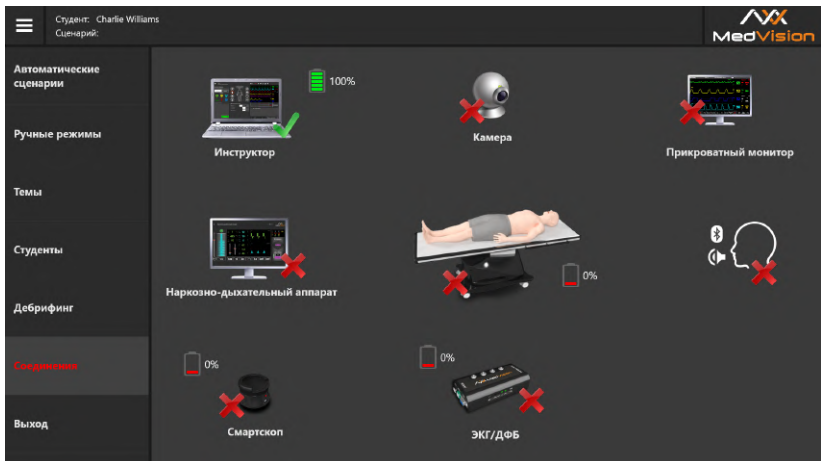 Студент: Charlie Williams
Сценарий:
MedVision
Автоматические
сценарии
Ручные режимы
Темы
Студенты
Дебрифинг
Соединения
Выход
100%
Инструктор
Камера
Прикроватный монитор
Наркозно-дыхательный аппарат
0%
0%
Смартскоп
0%
ЭКГ/ДФБ